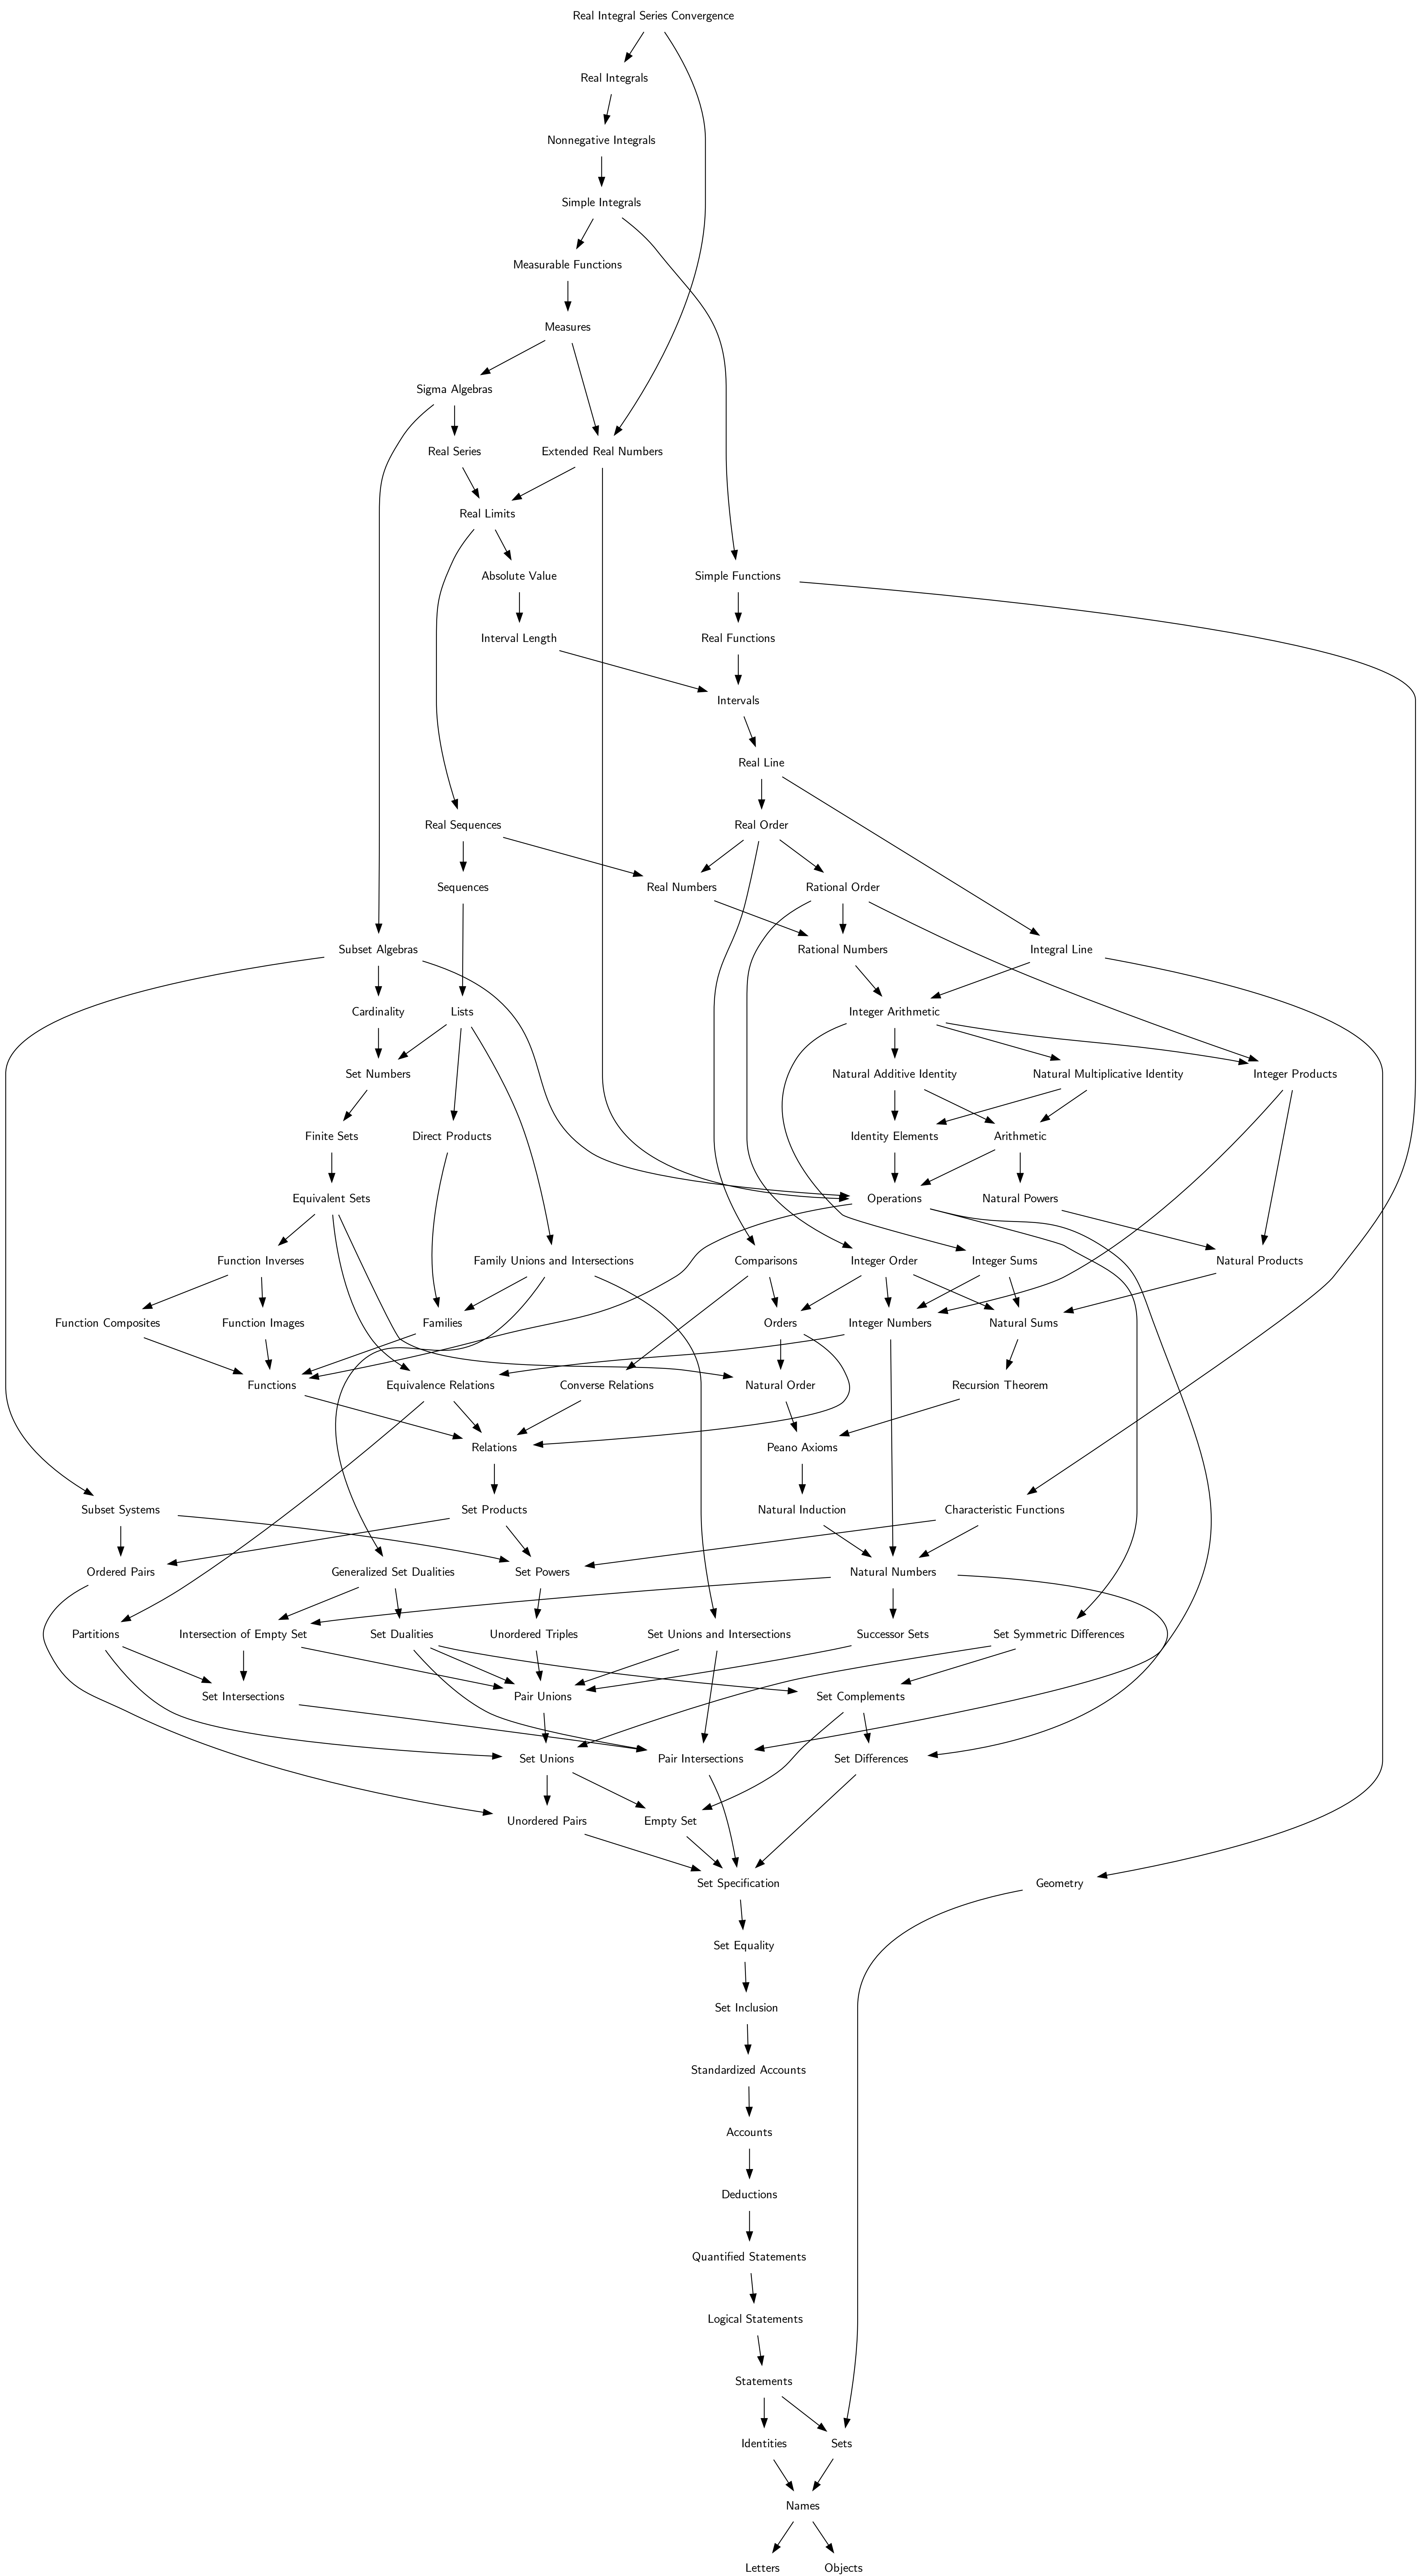 Real Integral Series Convergence
Real Integrals
Nonnegative Integrals
Simple Integrals
Measurable Functions
Measures
Sigma Algebras
Real Series
Extended Real Numbers
Real Limits
Absolute Value
Simple Functions
Interval Length
Real Functions
Intervals
Real Line
Real Sequences
Real Order
Sequences
Real Numbers
Rational Order
Subset Algebras
Rational Numbers
Integral Line
Cardinality
Lists
Integer Arithmetic
Set Numbers
Natural Additive Identity
Natural Multiplicative Identity
Integer Products
Finite Sets
Direct Products
Identity Elements
Arithmetic
Equivalent Sets
Operations
Natural Powers
Function Inverses
Family Unions and Intersections
Comparisons
Integer Order
Integer Sums
Natural Products
Function Composites
Function Images
Families
Orders
Integer Numbers
Natural Sums
Functions
Equivalence Relations
Converse Relations
Natural Order
Recursion Theorem
Relations
Peano Axioms
Subset Systems
Set Products
Natural Induction
Characteristic Functions
Ordered Pairs
Generalized Set Dualities
Set Powers
Natural Numbers
Partitions
Intersection of Empty Set
Set Dualities
Unordered Triples
Set Unions and Intersections
Successor Sets
Set Symmetric Differences
Set Intersections
Pair Unions
Set Complements
Set Unions
Pair Intersections
Set Differences
Unordered Pairs
Empty Set
Set Specification
Geometry
Set Equality
Set Inclusion
Standardized Accounts
Accounts
Deductions
Quantified Statements
Logical Statements
Statements
Identities
Sets
Names
Letters
Objects